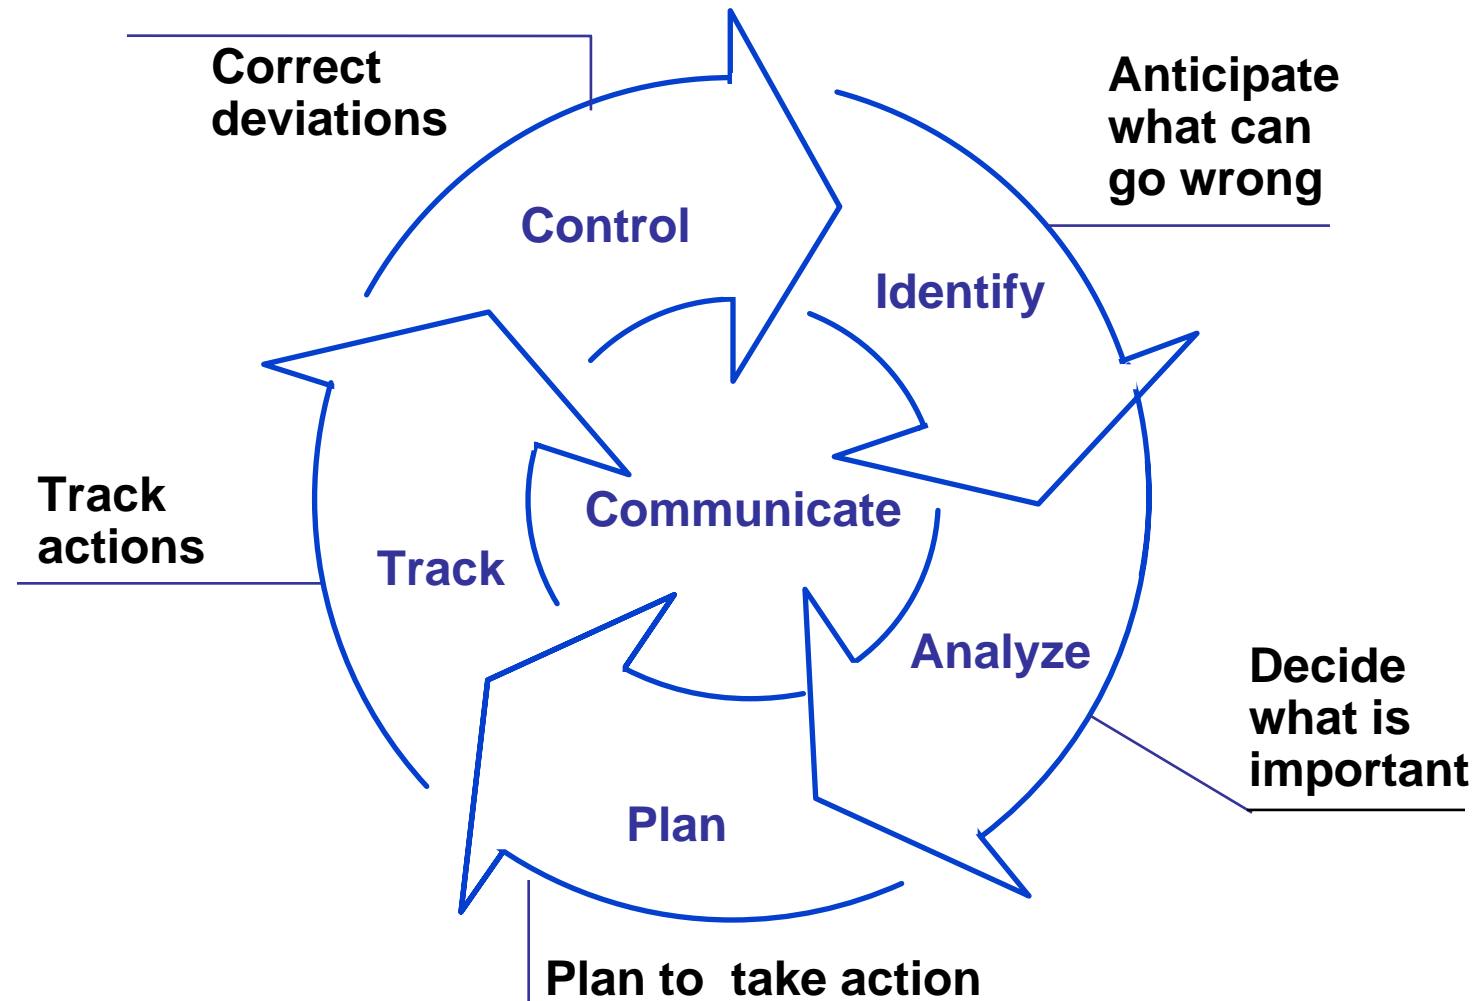 Correct
deviations
Anticipate
what can
go wrong
Control
Identify
Track
actions
Communicate
Track
Analyze
Decide
what is
important
Plan
Plan to  take action